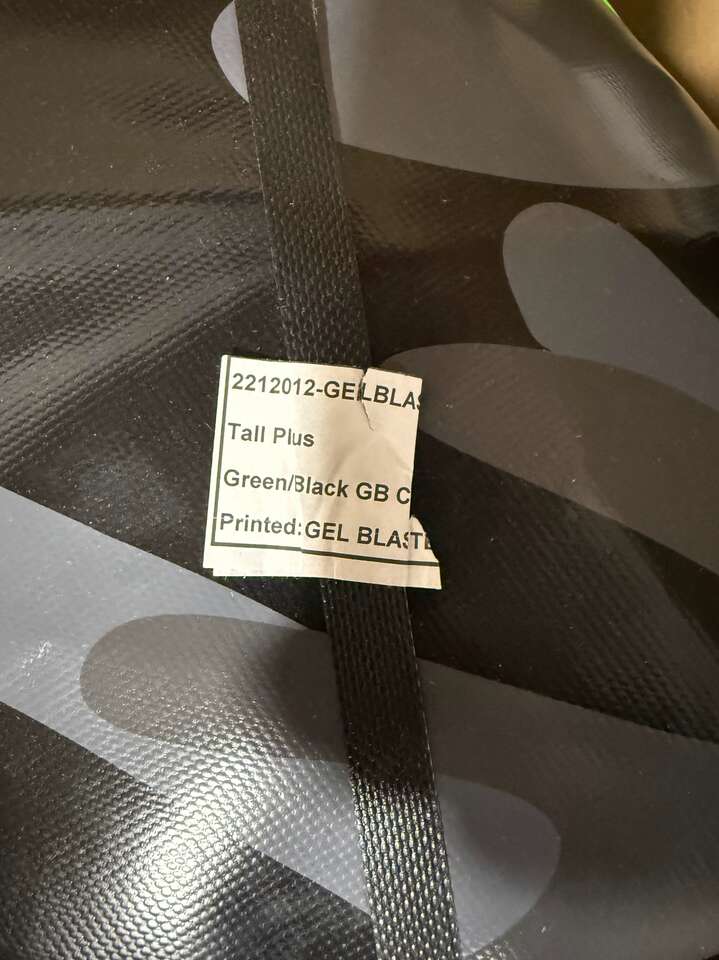 2212012-GELBLAS
Tall Plus
Green/Black GB C
Printed:GEL BLASTE